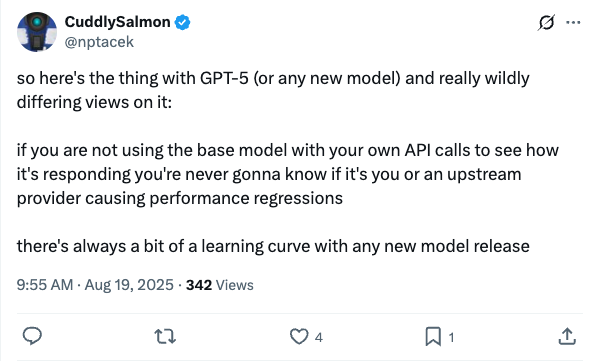 CuddlySalmon
@nptacek
so here's the thing with GPT-5 (or any new model) and really wildly
differing views on it:
if you are not using the base model with your own API calls to see how
it's responding you're never gonna know if it's you or an upstream
provider causing performance regressions
there's always a bit of a learning curve with any new model release
9:55 AM · Aug 19, 2025 · 342 Views
4 1